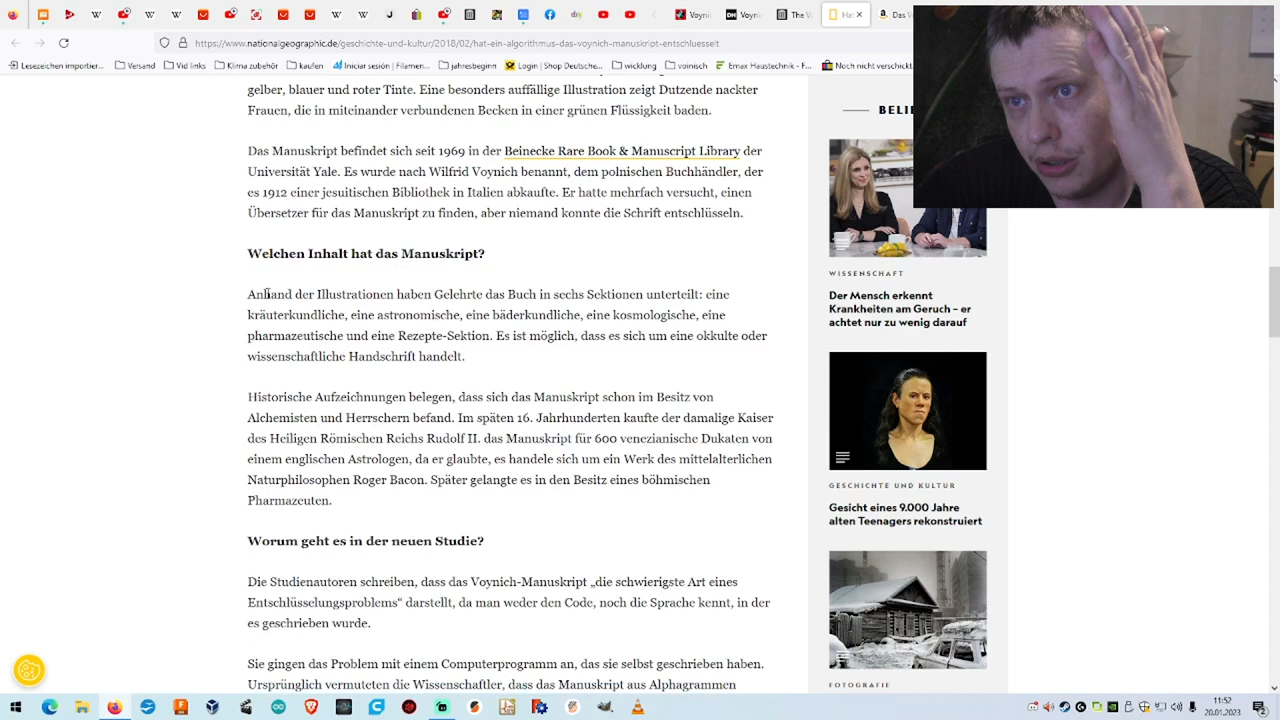 Voynich
Voyni
The V
Ha
Das V
https://www.nationalgeographic.de/geschichte-und-kultur/2018/02/hat-ein-algorithmus-das-voynich-manuskript-entschluesselt
Lesezeichen importier...
Versand
Vid links
Klima zubehör
kaufen
Iniciar sesión | Filamen...
jahresbeginn
Login | Shop Deutsche...
wicklung
voinisch
Emax Haustechnik - F...
Noch nicht verschickt
gelber, blauer und roter Tinte. Eine besonders auffällige Illustration zeigt Dutzende nackter
Frauen, die in miteinander verbundenen Becken in einer grünen Flüssigkeit baden.
Das Manuskript befindet sich seit 1969 in der Beinecke Rare Book & Manuscript Library der
Universität Yale. Es wurde nach Wilfrid Voynich benannt, dem polnischen Buchhändler, der
es 1912 einer jesuitischen Bibliothek in Italien abkaufte. Er hatte mehrfach versucht, einen
Übersetzer für das Manuskript zu finden, aber niemand konnte die Schrift entschlüsseln.
Welchen Inhalt hat das Manuskript?
Anhand der Illustrationen haben Gelehrte das Buch in sechs Sektionen unterteilt: eine
kräuterkundliche, eine astronomische, eine bäderkundliche, eine kosmologische, eine
pharmazeutische und eine Rezepte-Sektion. Es ist möglich, dass es sich um eine okkulte oder
wissenschaftliche Handschrift handelt.
Historische Aufzeichnungen belegen, dass sich das Manuskript schon im Besitz von
Alchemisten und Herrschern befand. Im späten 16. Jahrhunderten kaufte der damalige Kaiser
des Heiligen Römischen Reichs Rudolf II. das Manuskript für 600 venezianische Dukaten von
einem englischen Astrologen, da er glaubte, es handele sich um ein Werk des mittelalterlichen
Naturphilosophen Roger Bacon. Später gelangte es in den Besitz eines böhmischen
Pharmazeuten.
Worum geht es in der neuen Studie?
Die Studienautoren schreiben, dass das Voynich-Manuskript „die schwierigste Art eines
Entschlüsselungsproblems“ darstellt, da man weder den Code, noch die Sprache kennt, in der
es geschrieben wurde.
Sie gingen das Problem mit einem Computerprogramm an, das sie selbst geschrieben haben.
Ursprünglich vermuteten die Wissenschaftler, dass das Manuskript aus Alphagrammen
BELIE
WISSENSCHAFT
Der Mensch erkennt
Krankheiten am Geruch – er
achtet nur zu wenig darauf
GESCHICHTE UND KULTUR
Gesicht eines 9.000 Jahre
alten Teenagers rekonstruiert
FOTOGRAFIE
11:52
20.01.2023